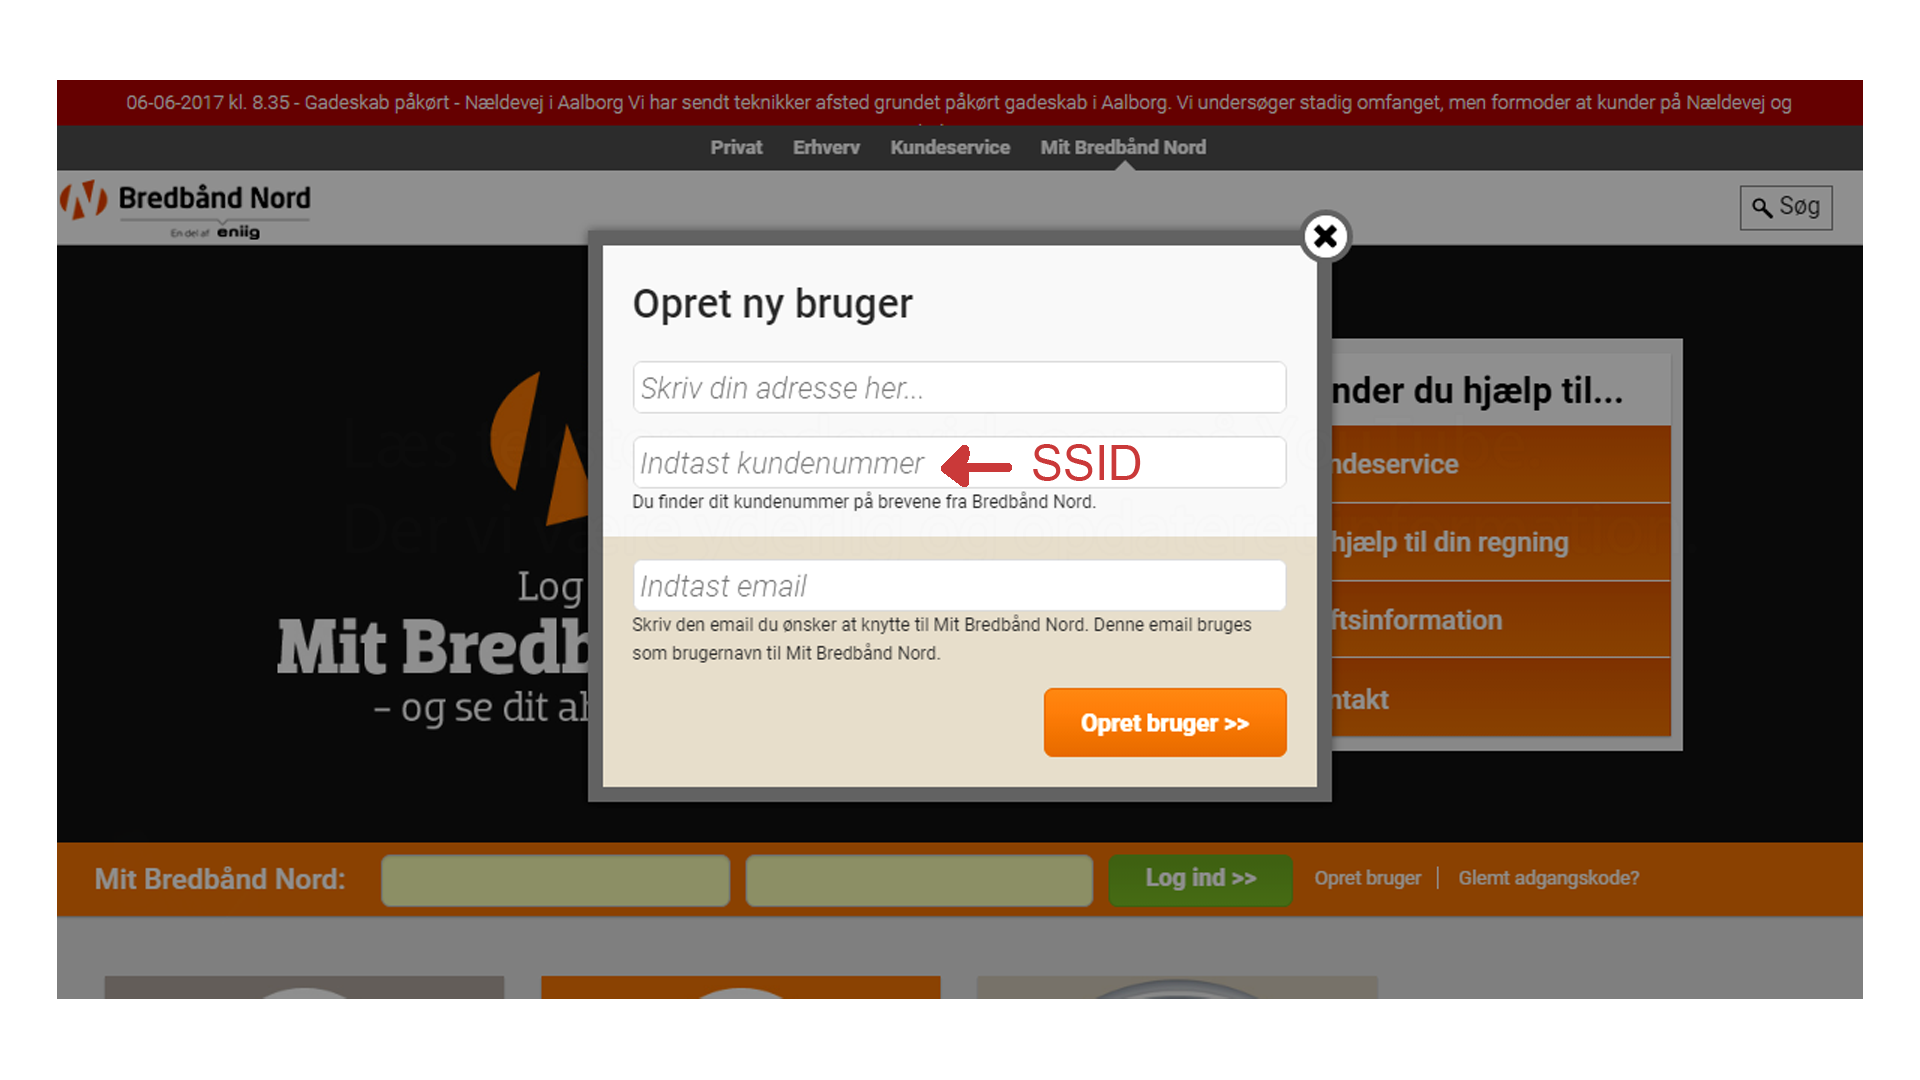 06-06-2017 kl. 8.35 - Gadeskab påkørt - Nældevej i Aalborg Vi har sendt teknikker afsted grundet påkørt gadeskab i Aalborg. Vi undersøger stadig omfanget, men formoder at kunder på Nældevej og
Privat Erhverv Kundeservice Mit Bredbånd Nord
Bredbånd Nord
En del af eniig
Søg
Opret ny bruger
Skriv din adresse her...
Indtast kundenummer
SSID
Du finder dit kundenummer på brevene fra Bredbånd Nord.
Indtast email
Skriv den email du ønsker at knytte til Mit Bredbånd Nord. Denne email bruges
som brugernavn til Mit Bredbånd Nord.
Opret bruger >>
Læs
Der vi
Log
Mit Bredb
– og se dit
nder du hjælp til...
ndeservice
hjælp til din regning
ftsinformation
ntakt
Mit Bredbånd Nord:
Log ind >>
Opret bruger | Glemt adgangskode?